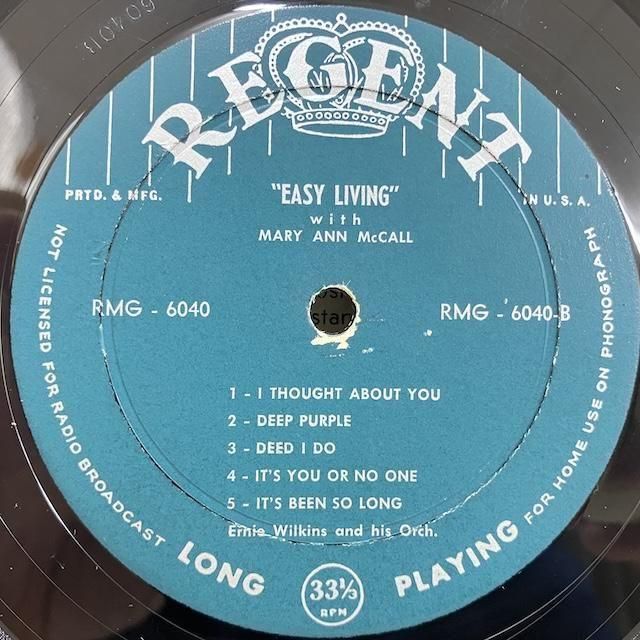 6040B
REGENT
PRTD. & MFG. IN U.S.A.
"EASY LIVING"
with
MARY ANN McCALL
RMG - 6040
RMG - 6040-B
1 - I THOUGHT ABOUT YOU
2 - DEEP PURPLE
3 - DEED I DO
4 - IT'S YOU OR NO ONE
5 - IT'S BEEN SO LONG
Ernie Wilkins and his Orch.
NOT LICENSED FOR RADIO BROADCAST
LONG PLAYING
FOR HOME USE ON PHONOGRAPH
33⅓
RPM